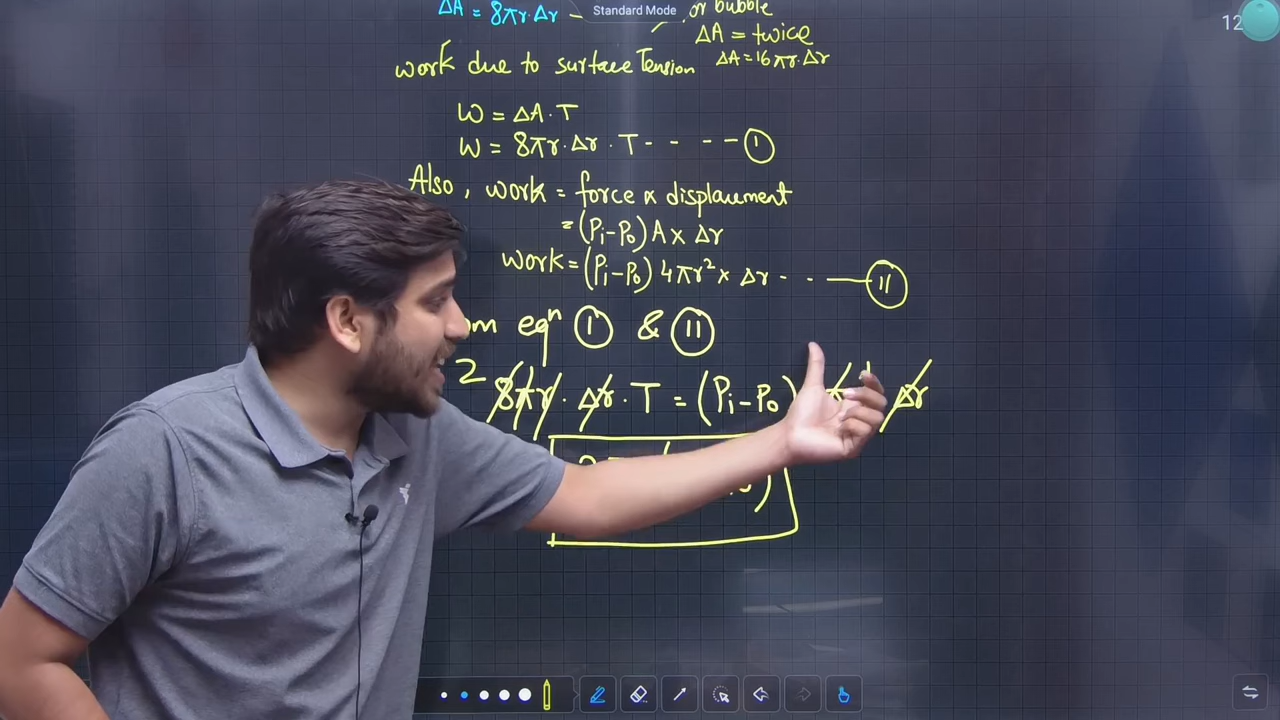 ΔA = 8πr·Δr
Standard Mode
or bubble
12
ΔA = twice
ΔA = 16πr·Δr
work due to surface Tension
W = ΔA·T
W = 8πr·Δr·T - - - - ①
Also, work = force × displacement
= (Pi-Po) A × Δr
work = (Pi-Po) 4πr² × Δr - - — ⑪
eqⁿ ① & ⑪
2
8πr · Δr · T = (Pi-Po) Δr